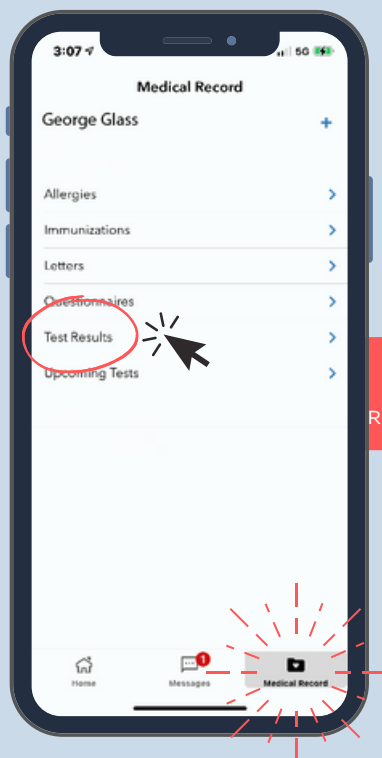 3:07
5G
Medical Record
George Glass
+
Allergies
Immunizations
Letters
Questionnaires
Test Results
Upcoming Tests
R
1
Home
Messages
Medical Record